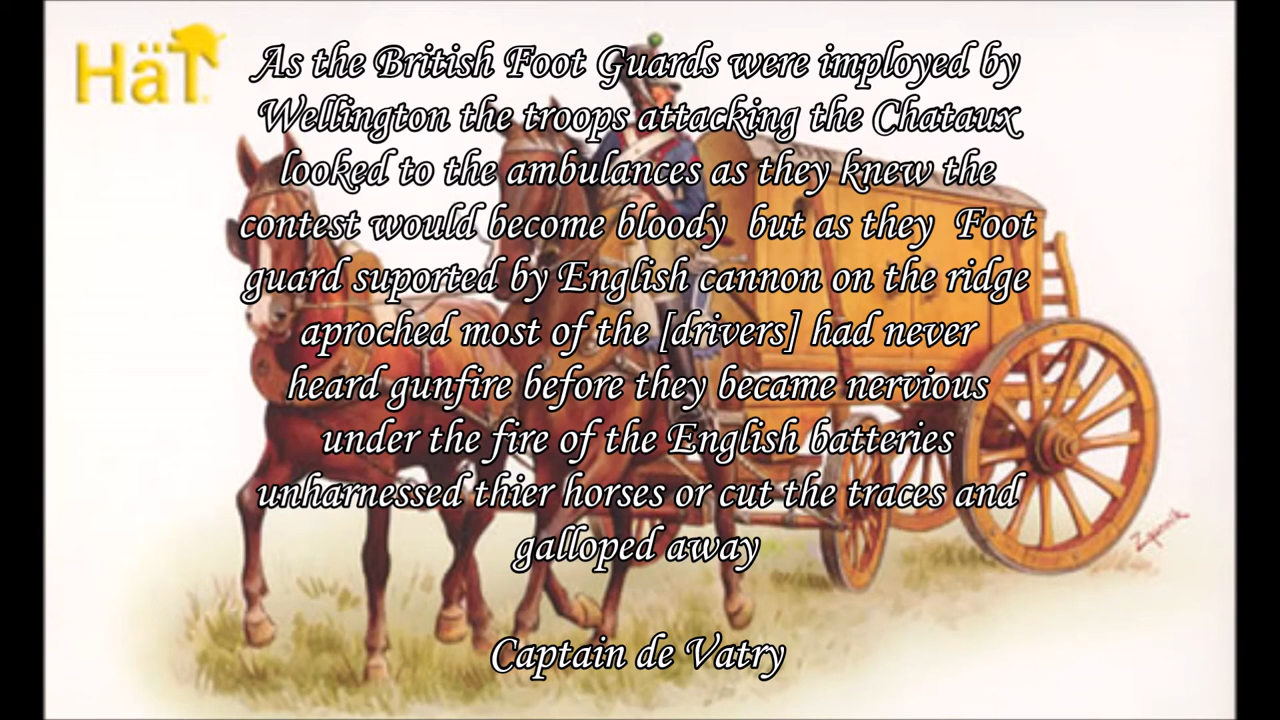 HäT
As the British Foot Guards were imployed by
Wellington the troops attacking the Chataux
looked to the ambulances as they knew the
contest would become bloody but as they Foot
guard suported by English cannon on the ridge
aproched most of the [drivers] had never
heard gunfire before they became nervious
under the fire of the English batteries
unharnessed thier horses or cut the traces and
galloped away
Captain de Vatry